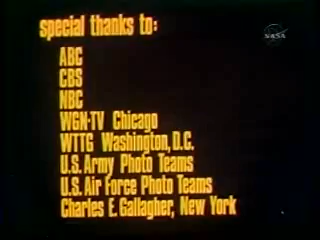 special thanks to:
NASA
ABC
CBS
NBC
WGN-TV Chicago
WTTG Washington, D.C.
U.S. Army Photo Teams
U.S. Air Force Photo Teams
Charles E. Gallagher, New York